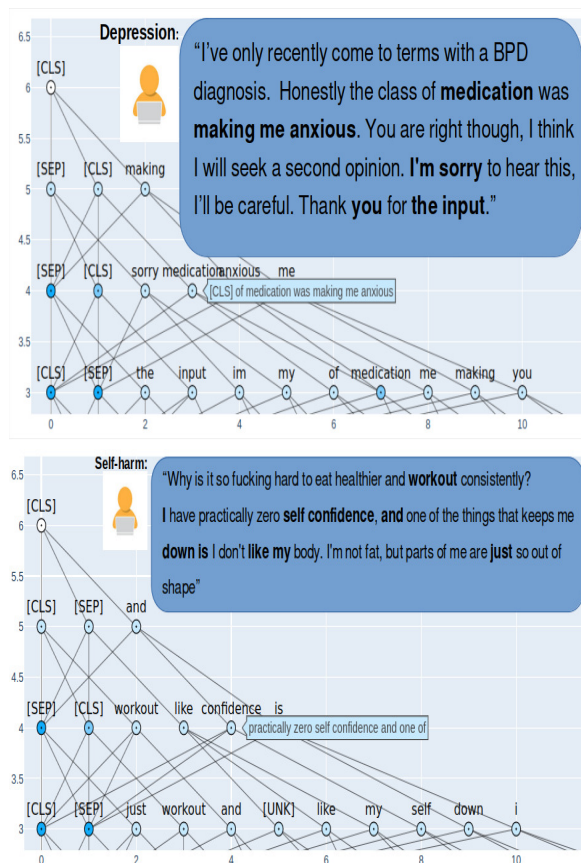 Depression:
“I’ve only recently come to terms with a BPD
diagnosis. Honestly the class of medication was
making me anxious. You are right though, I think
I will seek a second opinion. I'm sorry to hear this,
I’ll be careful. Thank you for the input.”
[CLS]
6
5.5
[SEP] [CLS] making
5
4.5
[SEP] [CLS] sorry medication anxious me
4
[CLS] of medication was making me anxious
3.5
[CLS] [SEP] the input im my of medication me making you
3
0 2 4 6 8 10
Self-harm:
“Why is it so fucking hard to eat healthier and workout consistently?
I have practically zero self confidence, and one of the things that keeps me
down is I don't like my body. I'm not fat, but parts of me are just so out of
shape”
[CLS]
6
5.5
[CLS] [SEP] and
5
4.5
[SEP] [CLS] workout like confidence is
4
practically zero self confidence and one of
3.5
[CLS] [SEP] just workout and [UNK] like my self down i
3
0 2 4 6 8 10